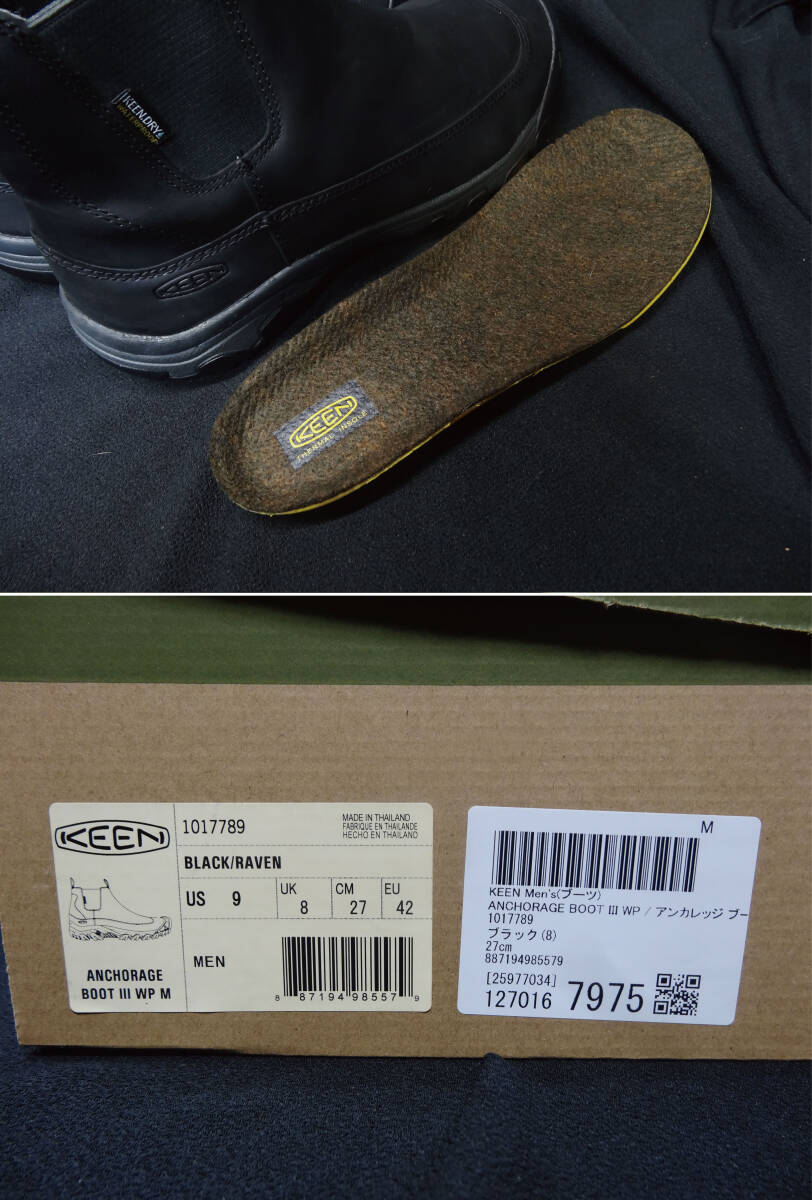 KEEN.DRY
WATERPROOF
KEEN
KEEN
THERMAL INSOLE
KEEN
1017789
MADE IN THAILAND
FABRIQUE EN THAILANDE
HECHO EN THAILAND
BLACK/RAVEN
US 9
UK
8
CM
27
EU
42
ANCHORAGE
BOOT III WP M
MEN
8 87194 98557 9
M
KEEN Men's(ブーツ)
ANCHORAGE BOOT III WP / アンカレッジ ブー
1017789
ブラック(8)
27cm
887194985579
[25977034]
127016 7975